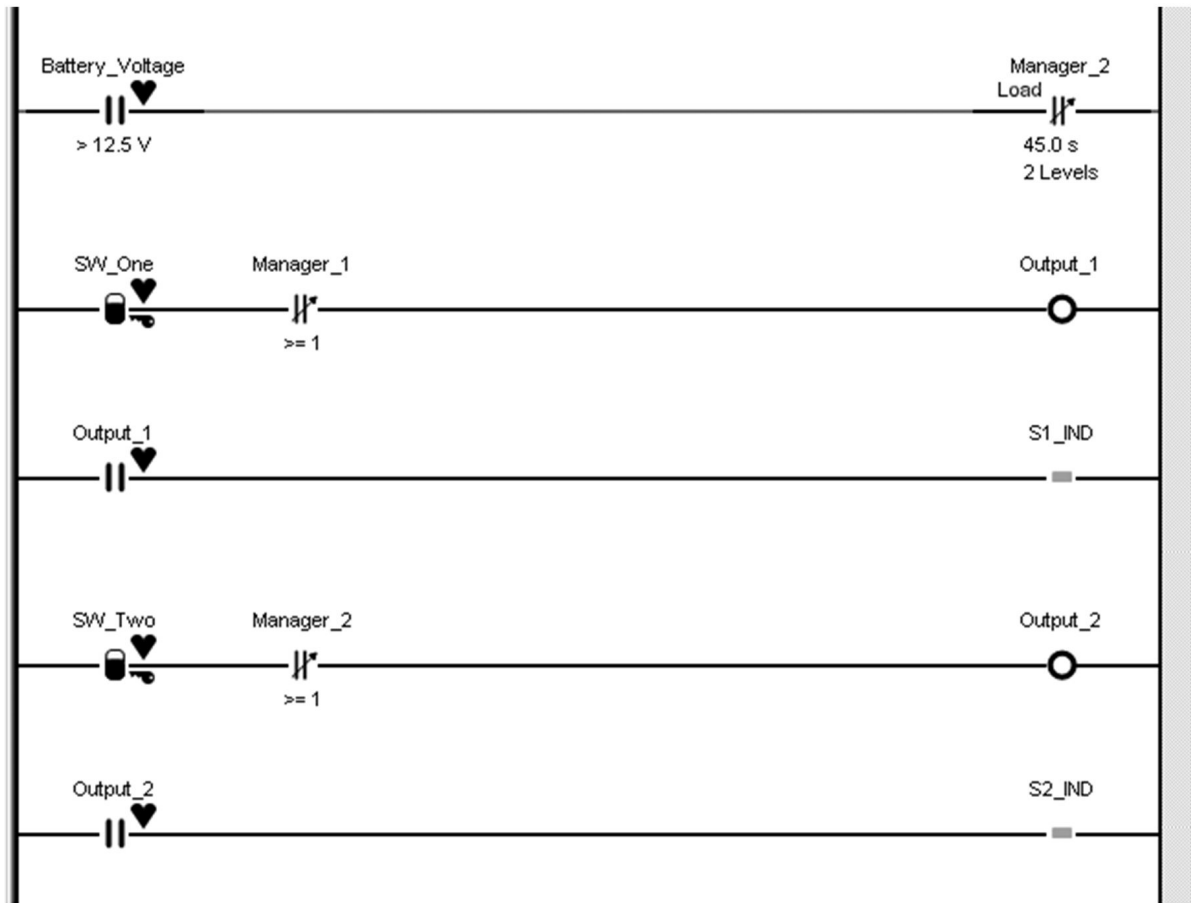 Battery_Voltage
> 12.5 V
Manager_2
Load
45.0 s
2 Levels
SW_One
Manager_1
>= 1
Output_1
Output_1
S1_IND
SW_Two
Manager_2
>= 1
Output_2
Output_2
S2_IND